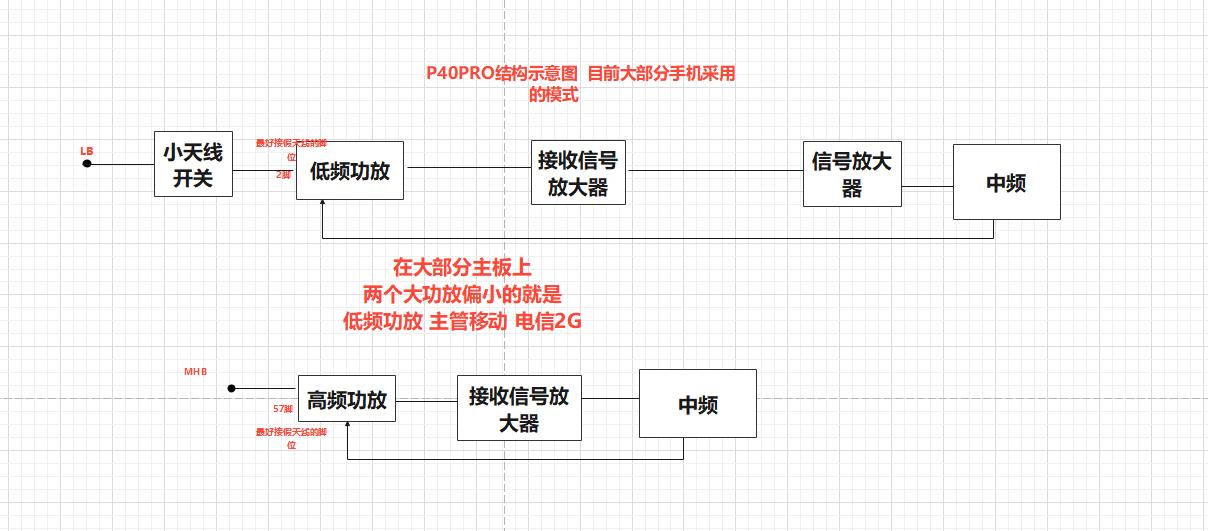 P40PRO结构示意图 目前大部分手机采用
的模式
LB
小天线
开关
最好接假天线的脚
位
2脚
低频功放
接收信号
放大器
信号放大
器
中频
在大部分主板上
两个大功放偏小的就是
低频功放 主管移动 电信2G
MHB
57脚
最好接假天线的脚
位
高频功放
接收信号放
大器
中频